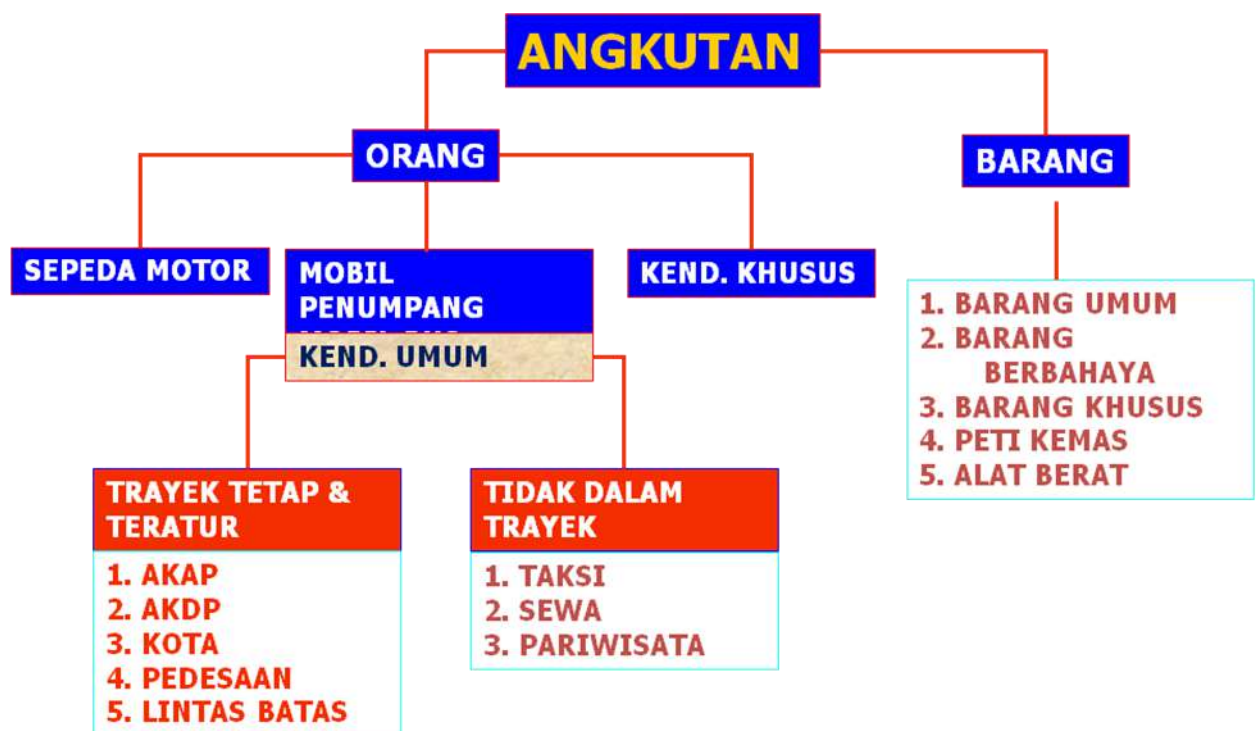 ANGKUTAN
ORANG
BARANG
SEPEDA MOTOR
MOBIL
PENUMPANG
KEND. UMUM
KEND. KHUSUS
1. BARANG UMUM
2. BARANG
BERBAHAYA
3. BARANG KHUSUS
4. PETI KEMAS
5. ALAT BERAT
TRAYEK TETAP &
TERATUR
1. AKAP
2. AKDP
3. KOTA
4. PEDESAAN
5. LINTAS BATAS
TIDAK DALAM
TRAYEK
1. TAKSI
2. SEWA
3. PARIWISATA